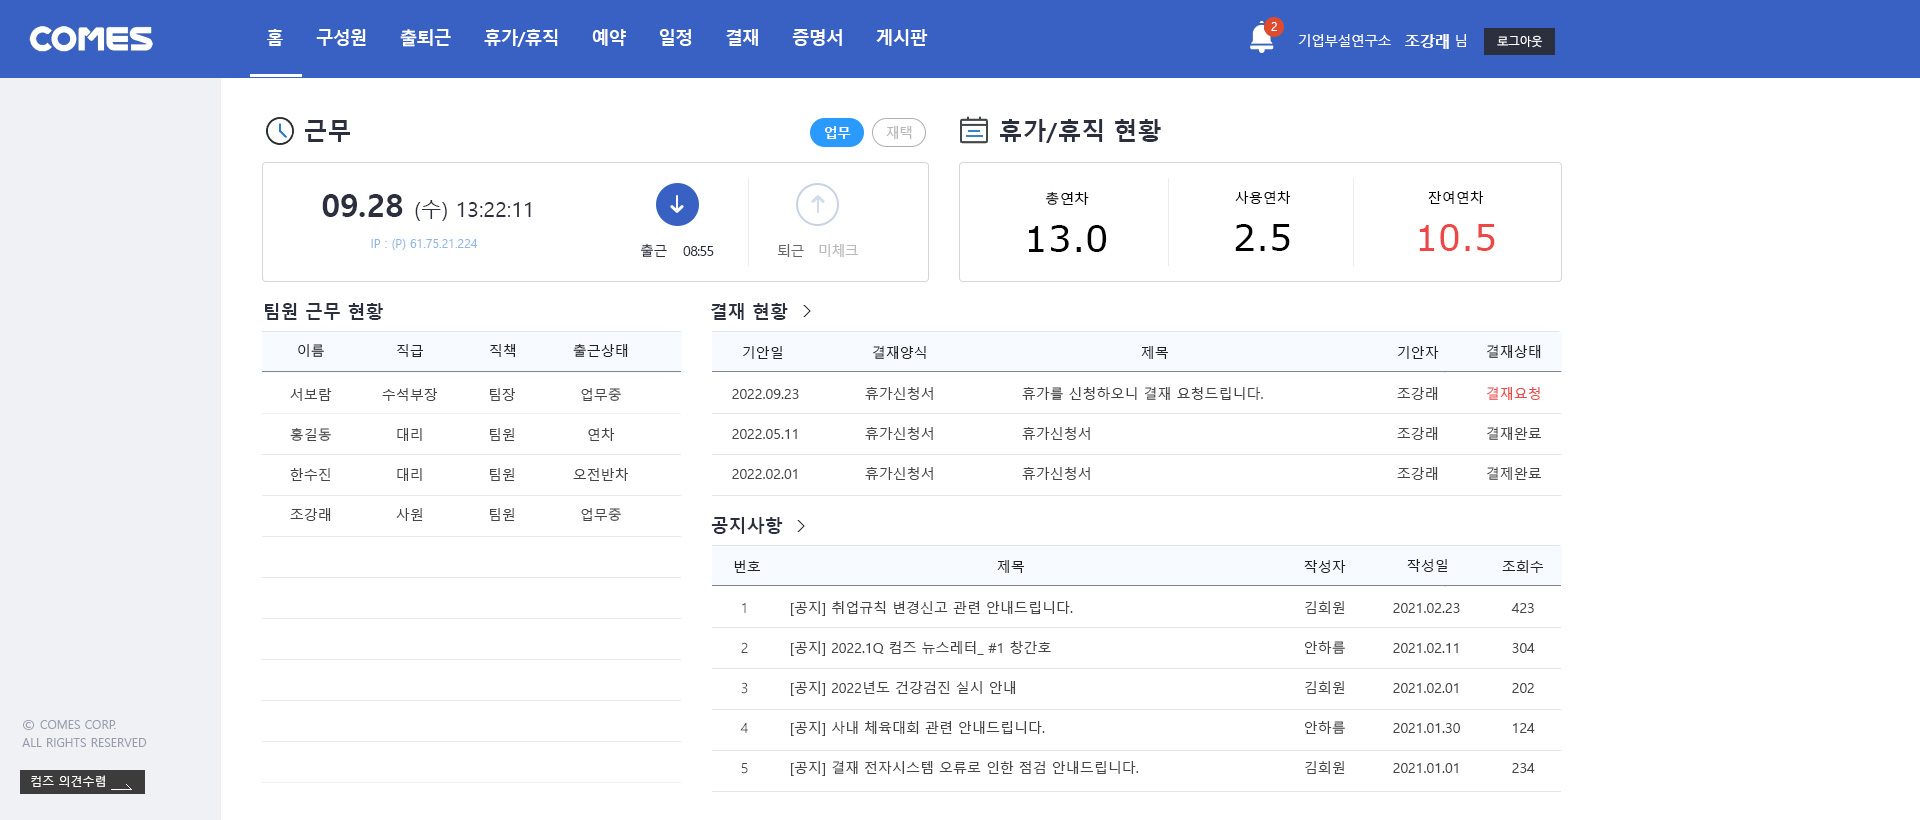 COMES 홈 구성원 출퇴근 휴가/휴직 예약 일정 결재 증명서 게시판 2 기업부설연구소 조강래 님 로그아웃
근무 업무 재택
09.28 (수) 13:22:11
IP : (P) 61.75.21.224
출근 08:55 퇴근 미체크
휴가/휴직 현황
총연차 사용연차 잔여연차
13.0 2.5 10.5
팀원 근무 현황
이름 직급 직책 출근상태
서보람 수석부장 팀장 업무중
홍길동 대리 팀원 연차
한수진 대리 팀원 오전반차
조강래 사원 팀원 업무중
결재 현황 >
기안일 결재양식 제목 기안자 결재상태
2022.09.23 휴가신청서 휴가를 신청하오니 결재 요청드립니다. 조강래 결재요청
2022.05.11 휴가신청서 휴가신청서 조강래 결재완료
2022.02.01 휴가신청서 휴가신청서 조강래 결제완료
공지사항 >
번호 제목 작성자 작성일 조회수
1 [공지] 취업규칙 변경신고 관련 안내드립니다. 김회원 2021.02.23 423
2 [공지] 2022.1Q 컴즈 뉴스레터_ #1 창간호 안하름 2021.02.11 304
3 [공지] 2022년도 건강검진 실시 안내 김회원 2021.02.01 202
4 [공지] 사내 체육대회 관련 안내드립니다. 안하름 2021.01.30 124
5 [공지] 결재 전자시스템 오류로 인한 점검 안내드립니다. 김회원 2021.01.01 234
© COMES CORP.
ALL RIGHTS RESERVED
컴즈 의견수렴